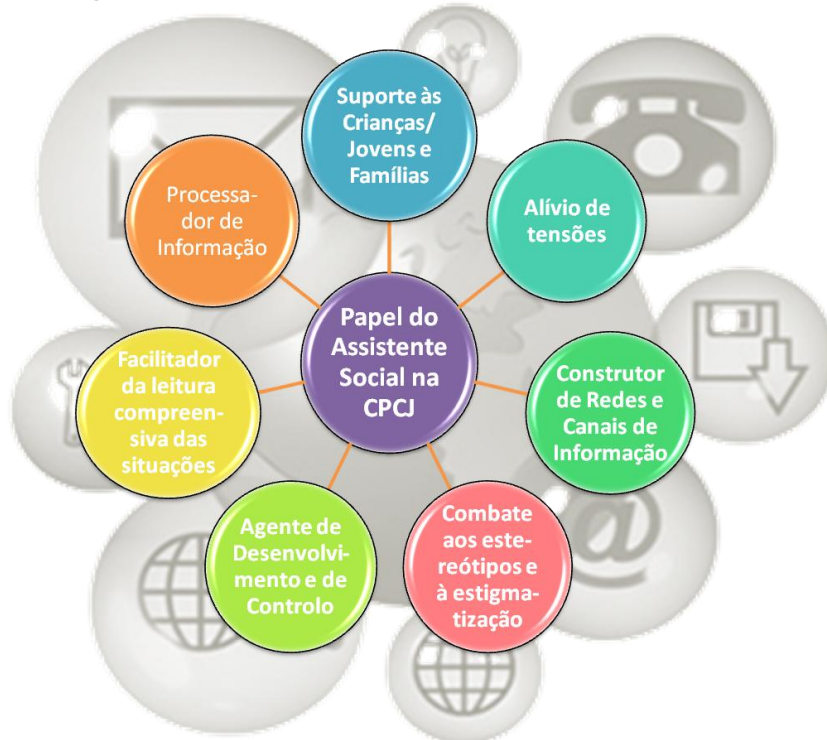 Suporte às
Crianças/
Jovens e
Famílias
Alívio de
tensões
Construtor
de Redes e
Canais de
Informação
Combate
aos este-
reótipos e
à estigma-
tização
Agente de
Desenvolvi-
mento e de
Controlo
Facilitador
da leitura
compreen-
siva das
situações
Processa-
dor de
Informação
Papel do
Assistente
Social na
CPCJ
@